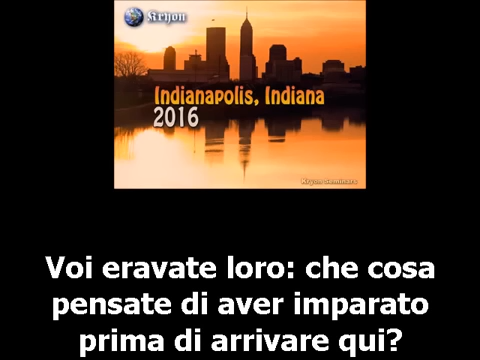 Kryon
Indianapolis, Indiana
2016
Kryon Seminars
Voi eravate loro: che cosa
pensate di aver imparato
prima di arrivare qui?